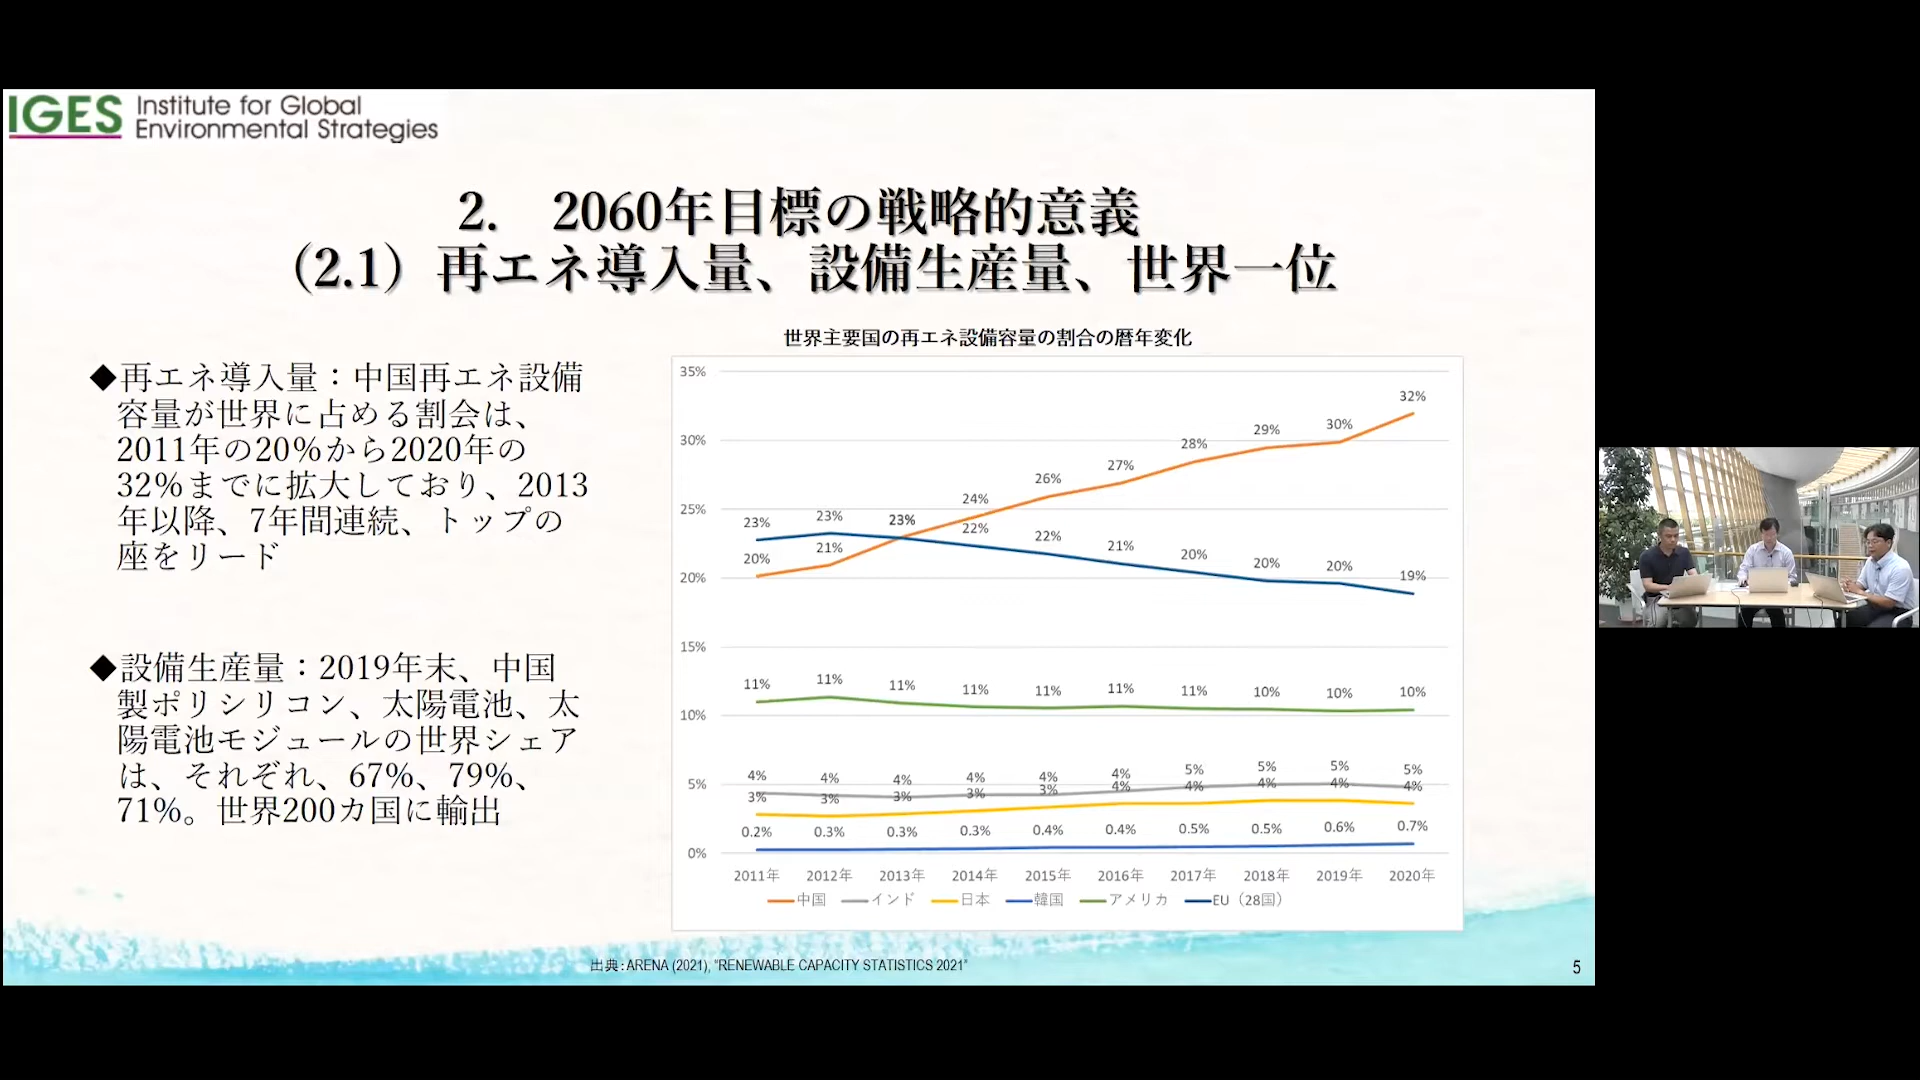 IGES Institute for Global
Environmental Strategies
2. 2060年目標の戦略的意義
（2.1）再エネ導入量、設備生産量、世界一位
◆再エネ導入量：中国再エネ設備
容量が世界に占める割会は、
2011年の20％から2020年の
32％までに拡大しており、2013
年以降、7年間連続、トップの
座をリード
◆設備生産量：2019年末、中国
製ポリシリコン、太陽電池、太
陽電池モジュールの世界シェア
は、それぞれ、67%、79%、
71%。世界200カ国に輸出
世界主要国の再エネ設備容量の割合の暦年変化
35%
30%
25%
20%
15%
10%
5%
0%
20% 21% 23% 24% 26% 27% 28% 29% 30% 32%
23% 23% 23% 22% 22% 21% 20% 20% 20% 19%
11% 11% 11% 11% 11% 11% 11% 10% 10% 10%
4% 4% 4% 4% 4% 4% 5% 5% 5% 5%
3% 3% 3% 3% 3% 4% 4% 4% 4% 4%
0.2% 0.3% 0.3% 0.3% 0.4% 0.4% 0.5% 0.5% 0.6% 0.7%
2011年 2012年 2013年 2014年 2015年 2016年 2017年 2018年 2019年 2020年
中国 インド 日本 韓国 アメリカ EU（28国）
出典：ARENA (2021), "RENEWABLE CAPACITY STATISTICS 2021"
5